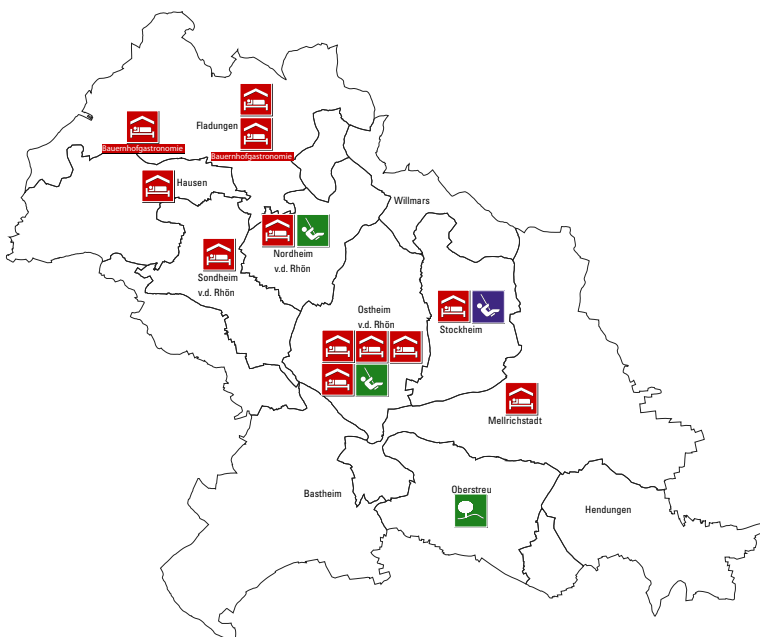 Fladungen
Bauernhofgastronomie
Bauernhofgastronomie
Hausen
Willmars
Nordheim
v.d. Rhön
Sondheim
v.d. Rhön
Ostheim
v.d. Rhön
Stockheim
Mellrichstadt
Bastheim
Oberstreu
Hendungen